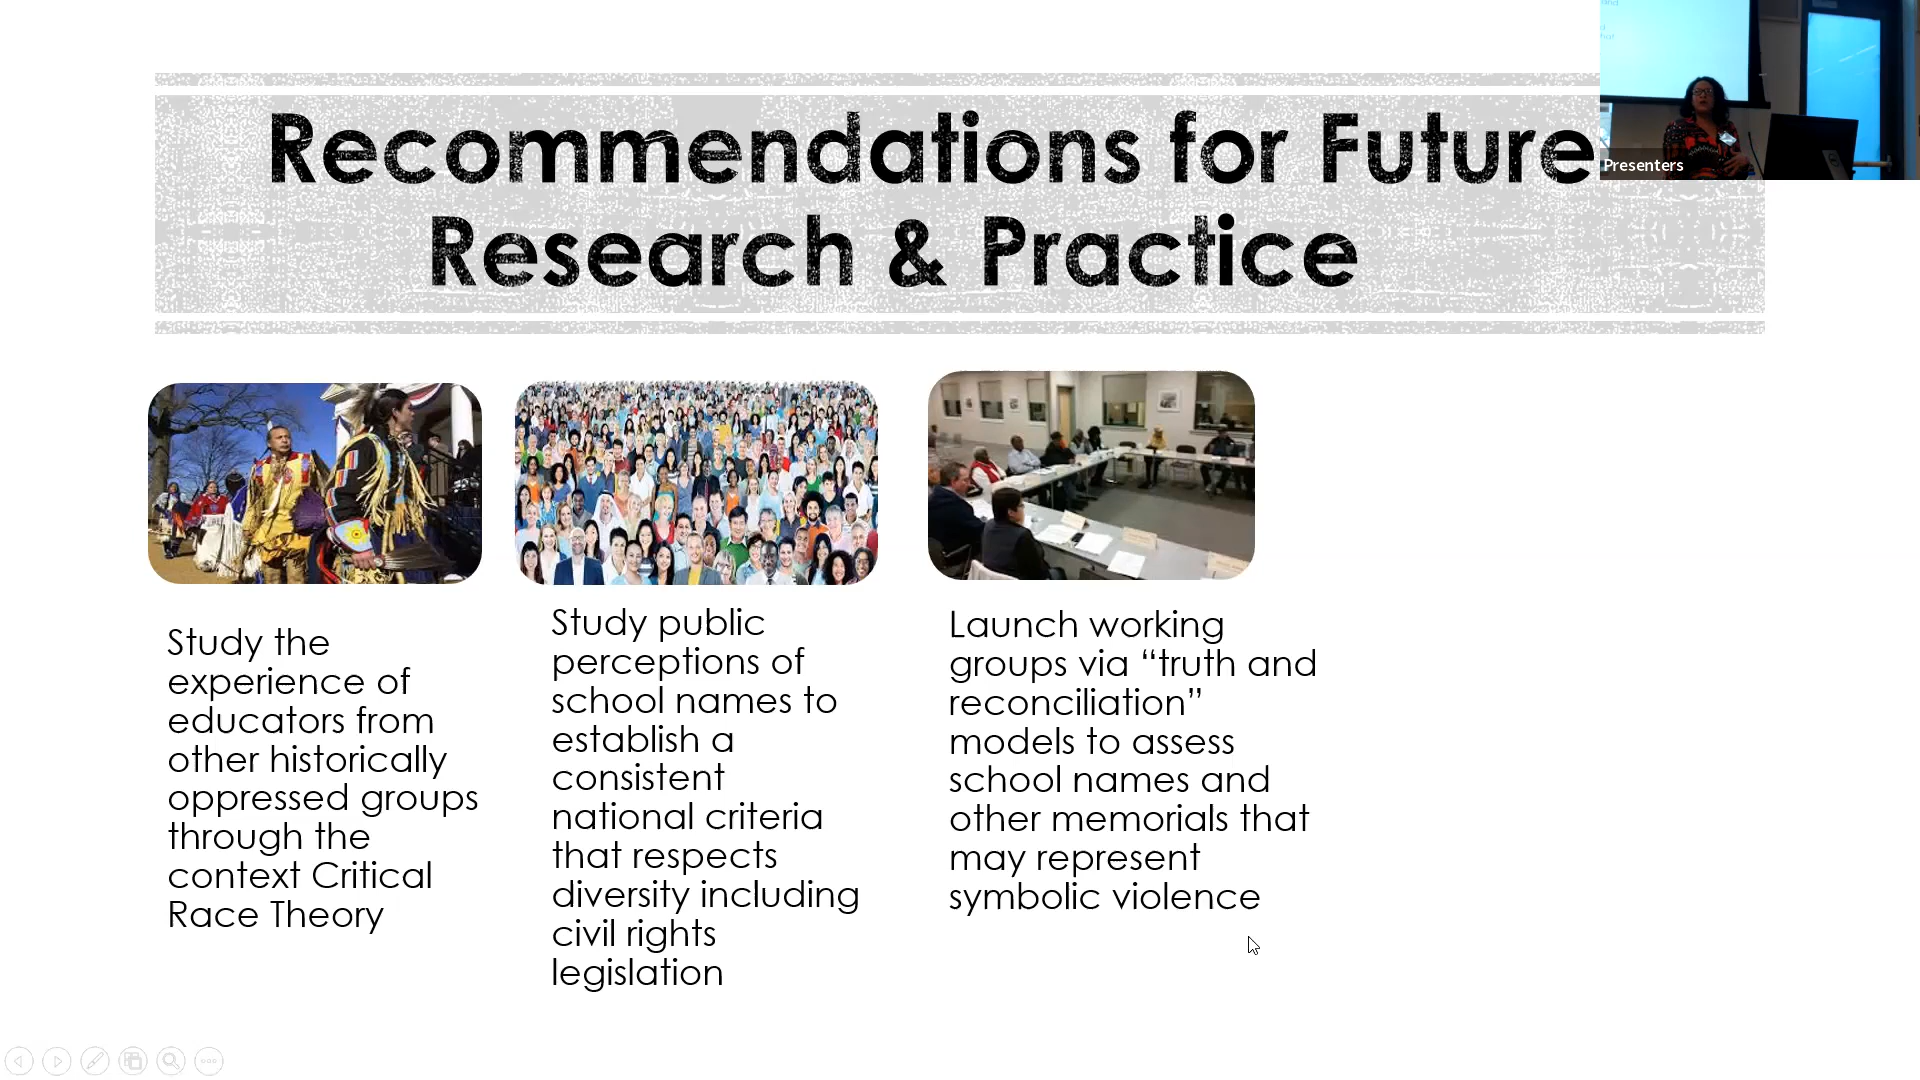 Recommendations for Future
Research & Practice
Presenters
Study the
experience of
educators from
other historically
oppressed groups
through the
context Critical
Race Theory
Study public
perceptions of
school names to
establish a
consistent
national criteria
that respects
diversity including
civil rights
legislation
Launch working
groups via “truth and
reconciliation”
models to assess
school names and
other memorials that
may represent
symbolic violence